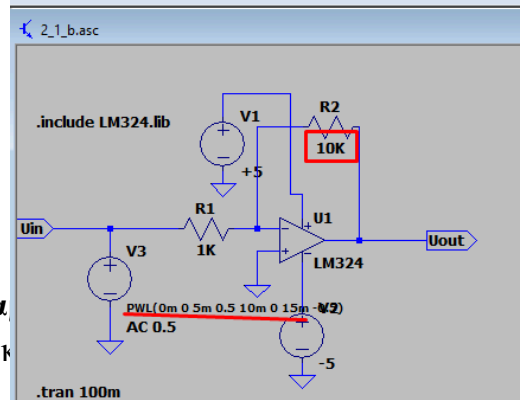 2_1_b.asc
.include LM324.lib
V1
+5
R2
10K
Uin
R1
1K
U1
LM324
Uout
V3
PWL(0m 0 5m 0.5 10m 0 15m
AC 0.5
-5
.tran 100m